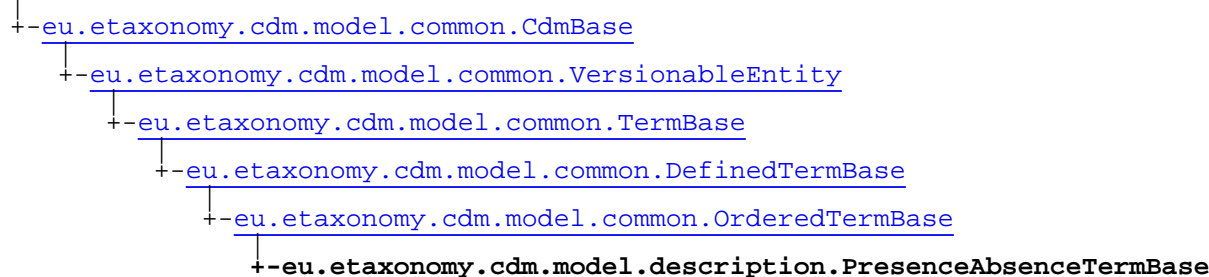 +-eu.etaxonomy.cdm.model.common.CdmBase
+-eu.etaxonomy.cdm.model.common.VersionableEntity
+-eu.etaxonomy.cdm.model.common.TermBase
+-eu.etaxonomy.cdm.model.common.DefinedTermBase
+-eu.etaxonomy.cdm.model.common.OrderedTermBase
+-eu.etaxonomy.cdm.model.description.PresenceAbsenceTermBase